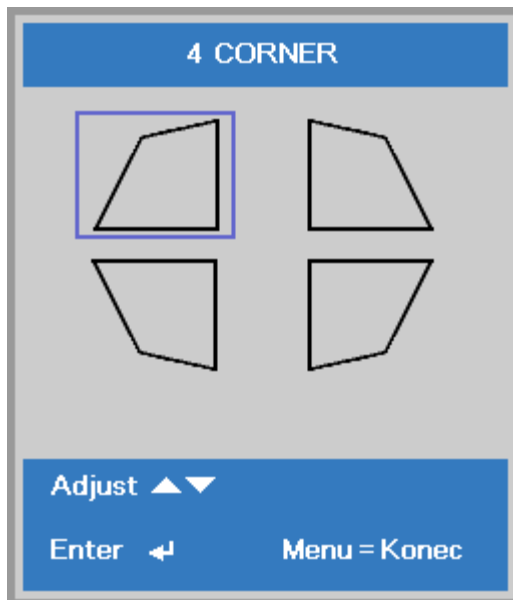 4 CORNER
Adjust ▲▼
Enter ↵ Menu = Konec